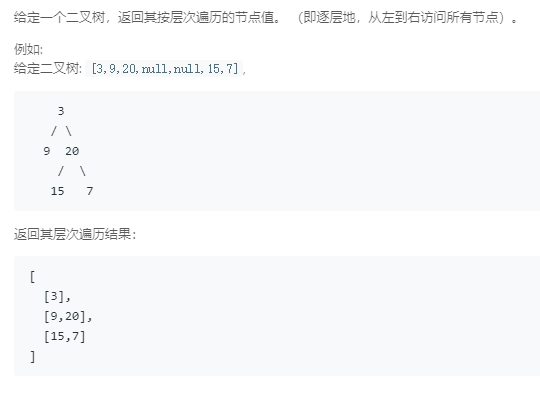 给定一个二叉树，返回其按层次遍历的节点值。 （即逐层地，从左到右访问所有节点）。
例如:
给定二叉树: [3,9,20,null,null,15,7],
    3
   / \
  9  20
    /  \
   15   7
返回其层次遍历结果：
[
  [3],
  [9,20],
  [15,7]
]